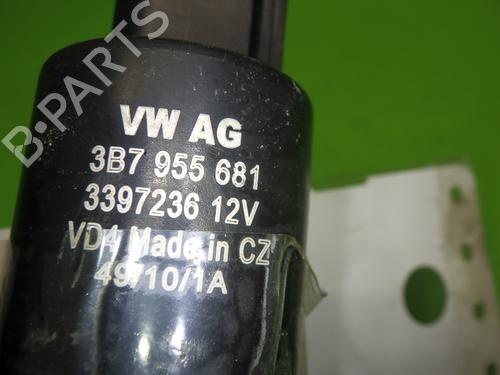 B-PARTS
VW AG
3B7 955 681
3397236 12V
VD4 Made in CZ
49/10/1A